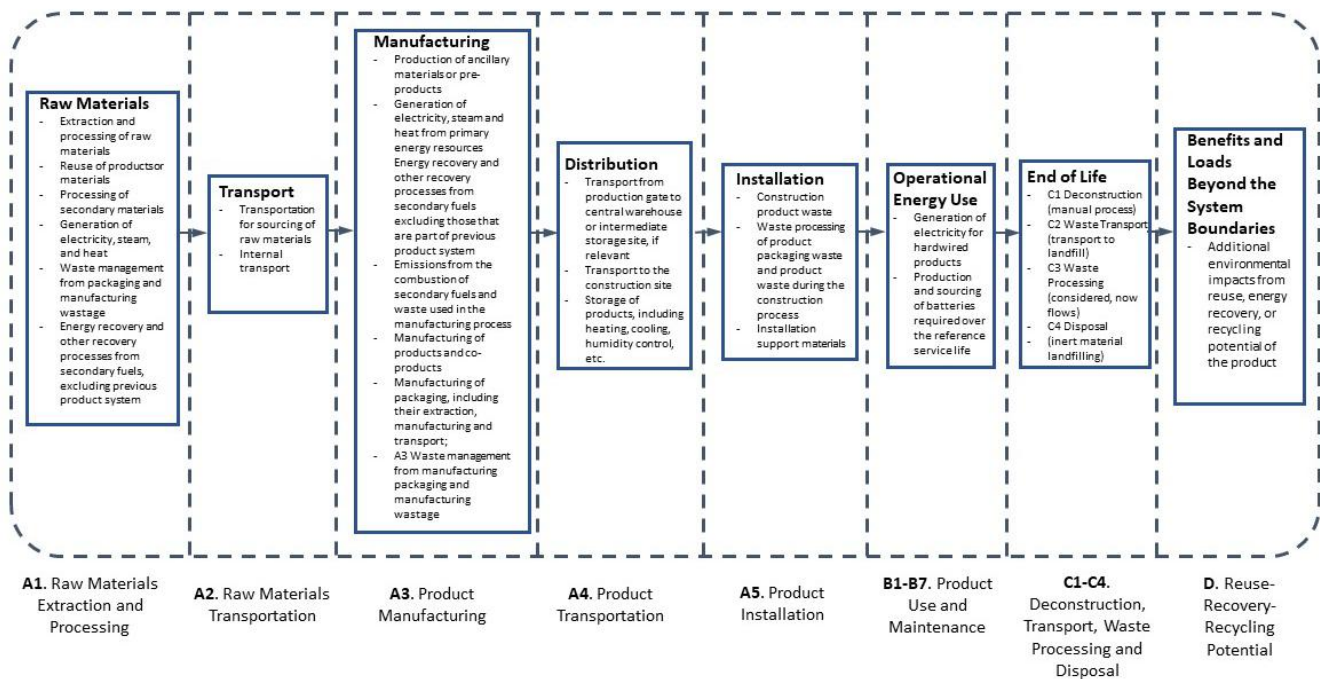 Raw Materials
- Extraction and
processing of raw
materials
- Reuse of productsor
materials
- Processing of
secondary materials
- Generation of
electricity, steam,
and heat
- Waste management
from packaging and
manufacturing
wastage
- Energy recovery and
other recovery
processes from
secondary fuels,
excluding previous
product system
Transport
- Transportation
for sourcing of
raw materials
- Internal
transport
Manufacturing
- Production of ancillary
materials or pre-
products
- Generation of
electricity, steam and
heat from primary
energy resources
Energy recovery and
other recovery
processes from
secondary fuels
excluding those that
are part of previous
product system
- Emissions from the
combustion of
secondary fuels and
waste used in the
manufacturing process
- Manufacturing of
products and co-
products
- Manufacturing of
packaging, including
their extraction,
manufacturing and
transport;
- A3 Waste management
from manufacturing
packaging and
manufacturing
wastage
Distribution
- Transport from
production gate to
central warehouse
or intermediate
storage site, if
relevant
- Transport to the
construction site
- Storage of
products, including
heating, cooling,
humidity control,
etc.
Installation
- Construction
product waste
- Waste processing
of product
packaging waste
and product
waste during the
construction
process
- Installation
support materials
Operational
Energy Use
- Generation of
electricity for
hardwired
products
- Production
and sourcing
of batteries
required over
the reference
service life
End of Life
- C1 Deconstruction
(manual process)
- C2 Waste Transport
(transport to
landfill)
- C3 Waste
Processing
(considered, now
flows)
- C4 Disposal
- (inert material
landfilling)
Benefits and
Loads
Beyond the
System
Boundaries
- Additional
environmental
impacts from
reuse, energy
recovery, or
recycling
potential of
the product
A1. Raw Materials
Extraction and
Processing
A2. Raw Materials
Transportation
A3. Product
Manufacturing
A4. Product
Transportation
A5. Product
Installation
B1-B7. Product
Use and
Maintenance
C1-C4.
Deconstruction,
Transport, Waste
Processing and
Disposal
D. Reuse-
Recovery-
Recycling
Potential